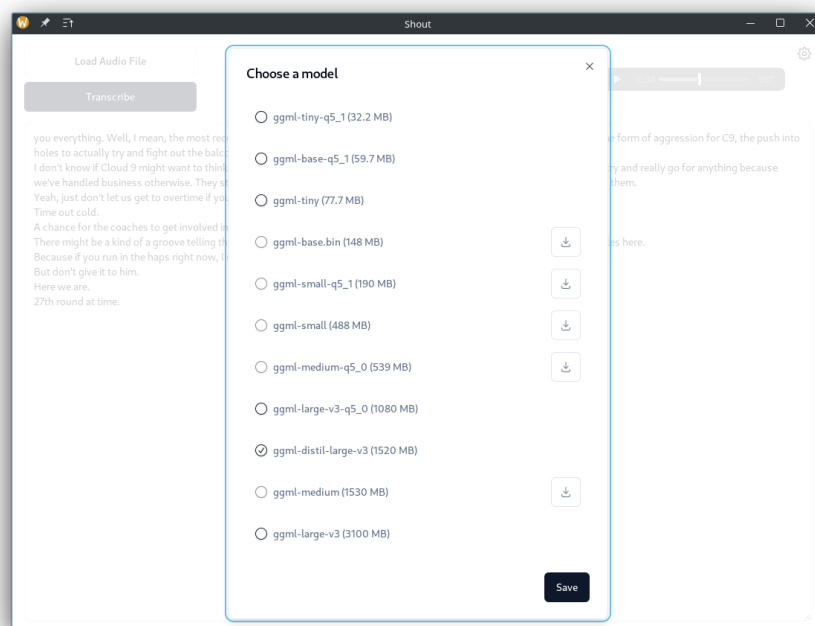 Shout
Load Audio File
Transcribe
Choose a model
ggml-tiny-q5_1 (32.2 MB)
ggml-base-q5_1 (59.7 MB)
ggml-tiny (77.7 MB)
ggml-base.bin (148 MB)
ggml-small-q5_1 (190 MB)
ggml-small (488 MB)
ggml-medium-q5_0 (539 MB)
ggml-large-v3-q5_0 (1080 MB)
ggml-distil-large-v3 (1520 MB)
ggml-medium (1530 MB)
ggml-large-v3 (3100 MB)
Save
you everything. Well, I mean, the most form of aggression for C9, the push into
holes to actually try and fight out the
I don't know if Cloud 9 might want to think and really go for anything because
we've handled business otherwise. They them.
Yeah, just don't let us get to overtime if
Time out cold.
A chance for the coaches to get involved
There might be a kind of a groove telling here.
Because if you run in the haps right now,
But don't give it to him.
Here we are.
27th round at time.